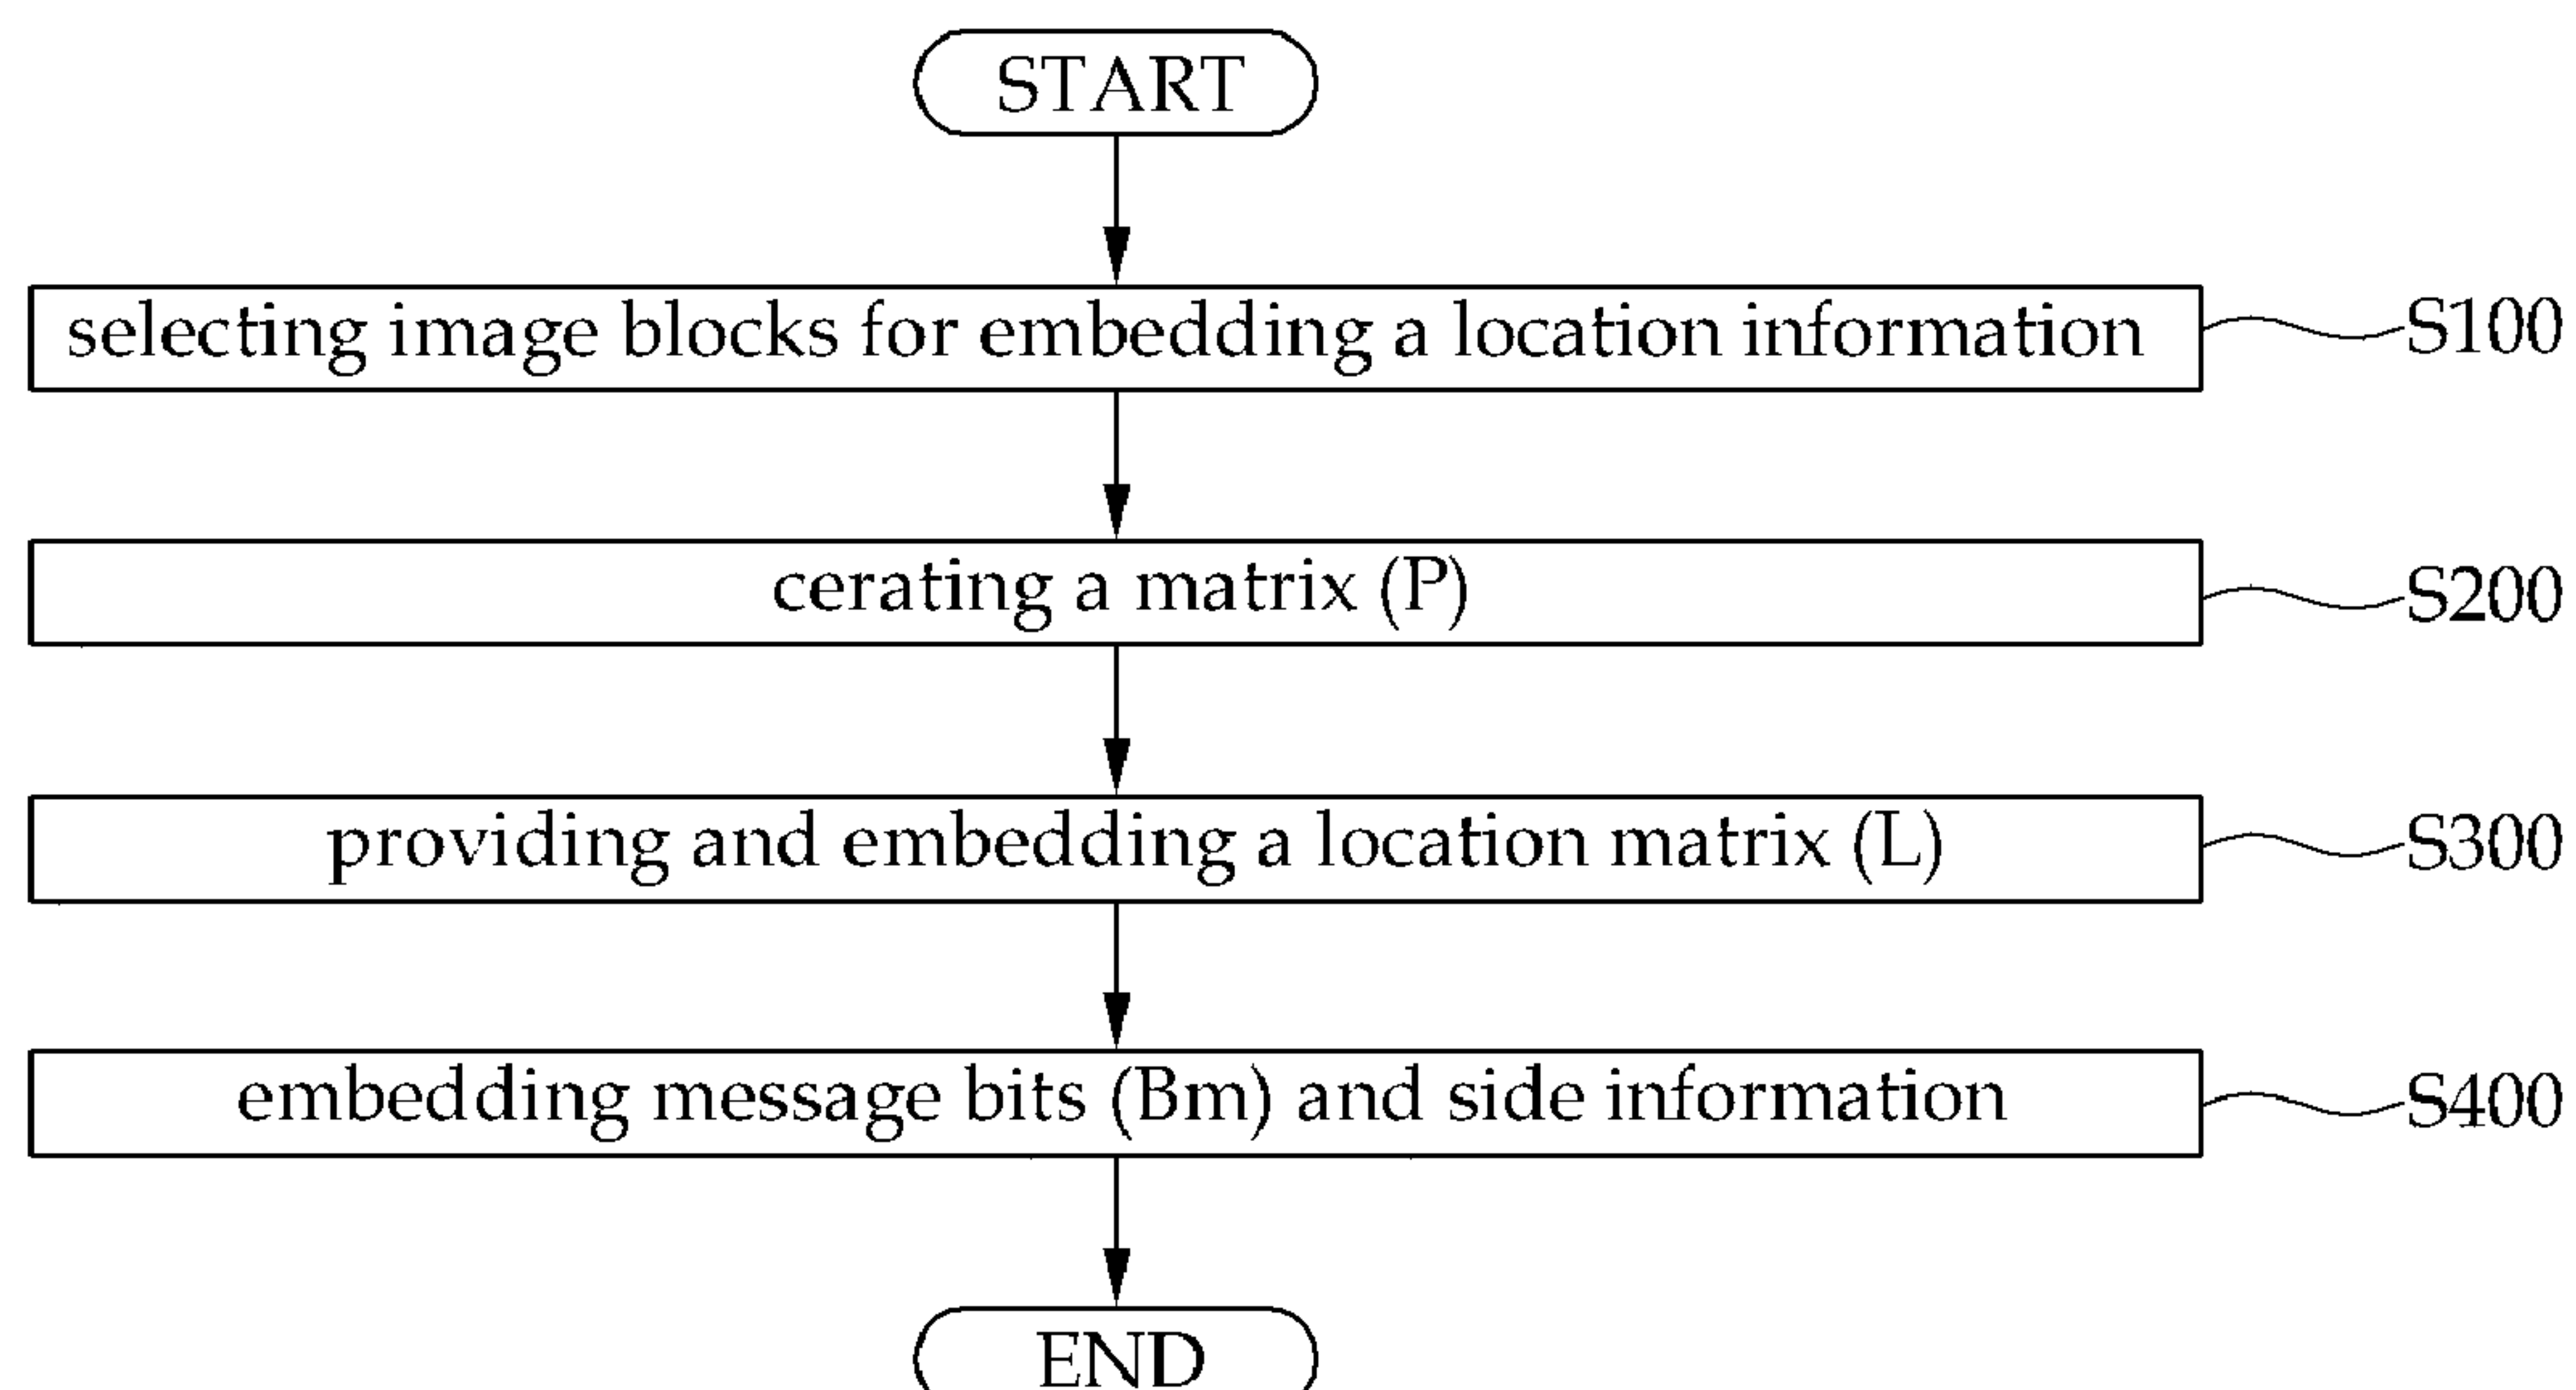 START
selecting image blocks for embedding a location information S100
cerating a matrix (P) S200
providing and embedding a location matrix (L) S300
embedding message bits (Bm) and side information S400
END